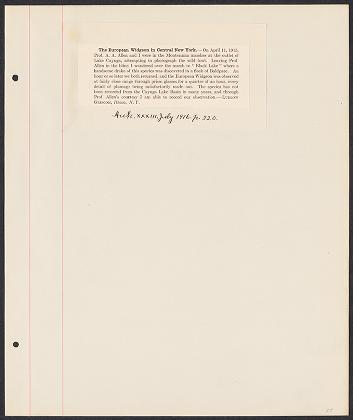 The European Widgeon in Central New York.—On April 11, 1915,
Prof. A. A. Allen and I were in the Montezuma marshes at the outlet of
Lake Cayuga, attempting to photograph the wild fowl. Leaving Prof.
Allen in the blind I wandered over the marsh to " Black Lake " where a
handsome drake of this species was discovered in a flock of Baldpate. An
hour or so later we both returned, and the European Widgeon was observed
at fairly close range through prism glasses for a quarter of an hour, every
detail of plumage being satisfactorily made out. The species has not
been recorded from the Cayuga Lake Basin in many years, and through
Prof. Allen's courtesy I am able to record our observation.— Ludlow
Griscom, Ithaca, N. Y.
Auk. XXXIII, July 1916. p. 320.